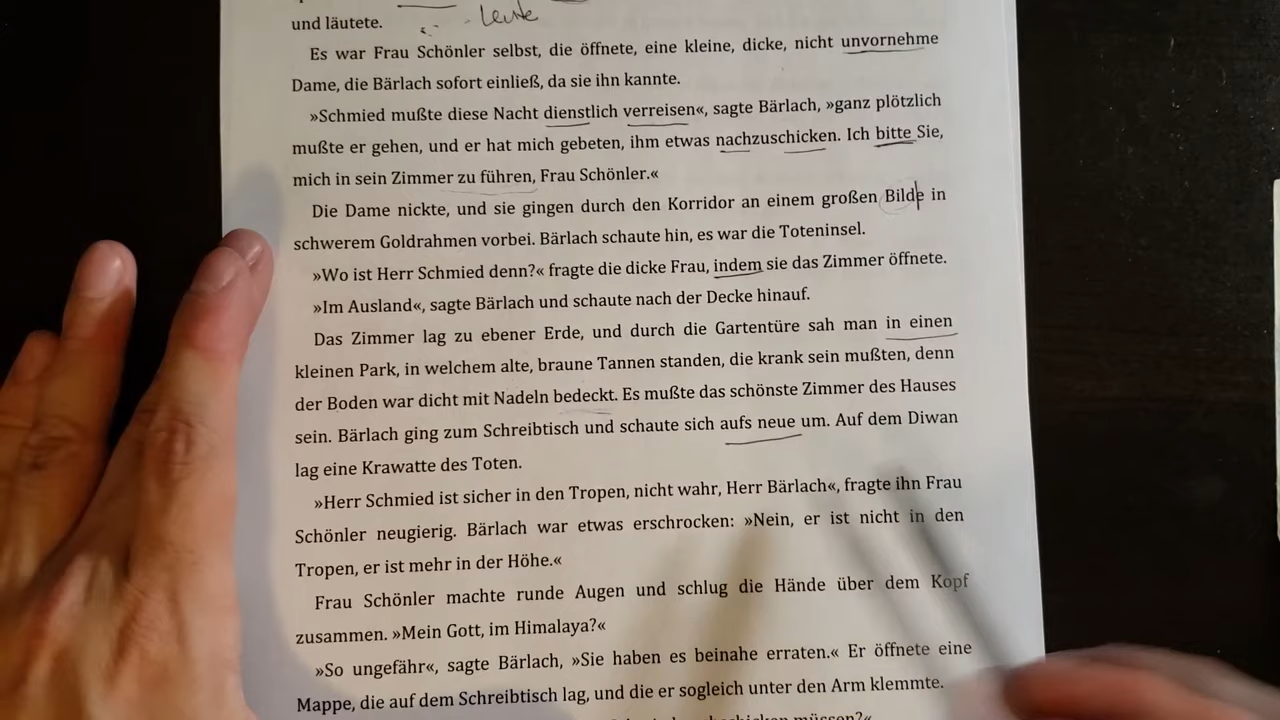 und läutete.
Leute
Es war Frau Schönler selbst, die öffnete, eine kleine, dicke, nicht unvornehme
Dame, die Bärlach sofort einließ, da sie ihn kannte.
»Schmied mußte diese Nacht dienstlich verreisen«, sagte Bärlach, »ganz plötzlich
mußte er gehen, und er hat mich gebeten, ihm etwas nachzuschicken. Ich bitte Sie,
mich in sein Zimmer zu führen, Frau Schönler.«
Die Dame nickte, und sie gingen durch den Korridor an einem großen Bilde in
schwerem Goldrahmen vorbei. Bärlach schaute hin, es war die Toteninsel.
»Wo ist Herr Schmied denn?« fragte die dicke Frau, indem sie das Zimmer öffnete.
»Im Ausland«, sagte Bärlach und schaute nach der Decke hinauf.
Das Zimmer lag zu ebener Erde, und durch die Gartentüre sah man in einen
kleinen Park, in welchem alte, braune Tannen standen, die krank sein mußten, denn
der Boden war dicht mit Nadeln bedeckt. Es mußte das schönste Zimmer des Hauses
sein. Bärlach ging zum Schreibtisch und schaute sich aufs neue um. Auf dem Diwan
lag eine Krawatte des Toten.
»Herr Schmied ist sicher in den Tropen, nicht wahr, Herr Bärlach«, fragte ihn Frau
Schönler neugierig. Bärlach war etwas erschrocken: »Nein, er ist nicht in den
Tropen, er ist mehr in der Höhe.«
Frau Schönler machte runde Augen und schlug die Hände über dem Kopf
zusammen. »Mein Gott, im Himalaya?«
»So ungefähr«, sagte Bärlach, »Sie haben es beinahe erraten.« Er öffnete eine
Mappe, die auf dem Schreibtisch lag, und die er sogleich unter den Arm klemmte.
müssen?«